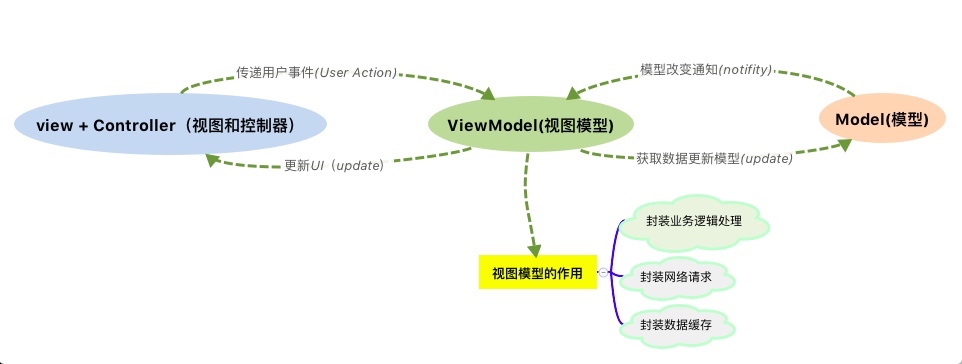 传递用户事件(User Action)
模型改变通知(notifity)
view + Controller（视图和控制器）
ViewModel(视图模型)
Model(模型)
更新UI（update）
获取数据更新模型(update)
封装业务逻辑处理
视图模型的作用
封装网络请求
封装数据缓存